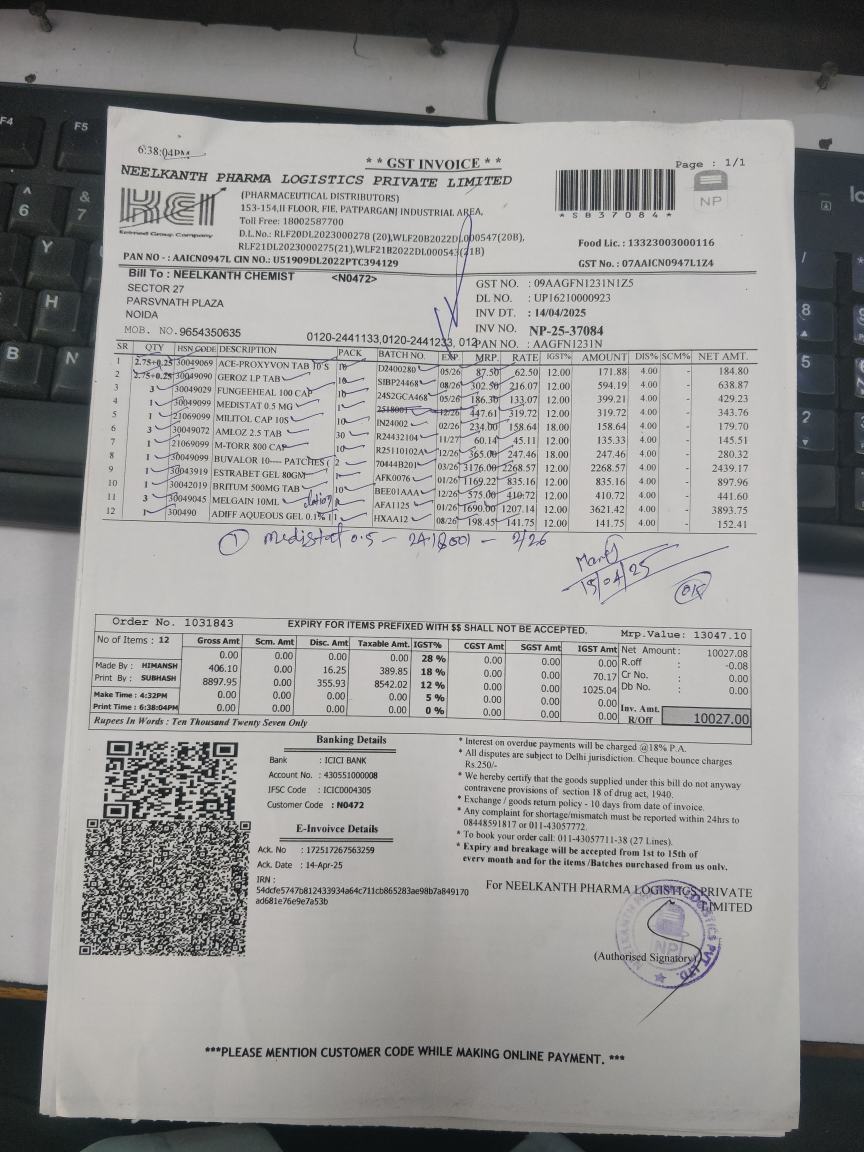 6:38:04PM
* * GST INVOICE * *
Page : 1/1
NEELKANTH PHARMA LOGISTICS PRIVATE LIMITED
KEI
Keimed Group Company
(PHARMACEUTICAL DISTRIBUTORS)
153-154,II FLOOR, FIE, PATPARGANJ INDUSTRIAL AREA,
Toll Free: 18002587700
D.L.No.: RLF20DL2023000278 (20),WLF20B2022DL000547(20B),
RLF21DL2023000275(21),WLF21B2022DL000543(21B)
* S B 3 7 0 8 4 *
NP
Food Lic. : 13323003000116
PAN NO - : AAICN0947L CIN NO.: U51909DL2022PTC394129
GST No. : 07AAICN0947L1Z4
Bill To : NEELKANTH CHEMIST <N0472>
SECTOR 27
PARSVNATH PLAZA
NOIDA
MOB. NO. 9654350635
0120-2441133,0120-2441233, 012
GST NO. : 09AAGFN1231N1Z5
DL NO. : UP16210000923
INV DT. : 14/04/2025
INV NO. NP-25-37084
PAN NO. : AAGFN1231N
SR QTY HSN CODE DESCRIPTION PACK BATCH NO. EXP. MRP. RATE IGST% AMOUNT DIS% SCM% NET AMT.
1 2.75+0.25 30049069 ACE-PROXYVON TAB 10'S 10 D2400280 05/26 87.50 62.50 12.00 171.88 4.00 - 184.80
2 2.75+0.25 30049090 GEROZ LP TAB 10 SIBP24468 08/26 302.50 216.07 12.00 594.19 4.00 - 638.87
3 3 30049029 FUNGEEHEAL 100 CAP 10 24S2GCA468 05/26 186.30 133.07 12.00 399.21 4.00 - 429.23
4 1 30049099 MEDISTAT 0.5 MG 1 2518001 12/26 447.61 319.72 12.00 319.72 4.00 - 343.76
5 1 21069099 MILITOL CAP 10S 10 IN24002 02/26 234.00 158.64 18.00 158.64 4.00 - 179.70
6 3 30049072 AMLOZ 2.5 TAB 30 R24432104 11/27 60.14 45.11 12.00 135.33 4.00 - 145.51
7 1 21069099 M-TORR 800 CAP 10 R25110102A 12/26 365.00 247.46 18.00 247.46 4.00 - 280.32
8 1 30049099 BUVALOR 10---- PATCHES ( 2 70444B201 03/26 3176.00 2268.57 12.00 2268.57 4.00 - 2439.17
9 1 30043919 ESTRABET GEL 80GM 1 AFK0076 01/26 1169.22 835.16 12.00 835.16 4.00 - 897.96
10 1 30042019 BRITUM 500MG TAB 10 BEE01AAA 12/26 575.00 410.72 12.00 410.72 4.00 - 441.60
11 3 30049045 MELGAIN 10ML lotion AFA1125 01/26 1690.00 1207.14 12.00 3621.42 4.00 - 3893.75
12 1 300490 ADIFF AQUEOUS GEL 0.1% 1 HXAA12 08/26 198.45 141.75 12.00 141.75 4.00 - 152.41
① Medistat 0.5 - 2418001 - 2/26
15/04/25
Order No. 1031843 EXPIRY FOR ITEMS PREFIXED WITH $$ SHALL NOT BE ACCEPTED. Mrp.Value: 13047.10
No of Items : 12 Gross Amt Scm. Amt Disc. Amt Taxable Amt. IGST% CGST Amt SGST Amt IGST Amt Net Amount: 10027.08
0.00 0.00 0.00 0.00 28 % 0.00 0.00 0.00 R.off : -0.08
Made By : HIMANSH 406.10 0.00 16.25 389.85 18 % 0.00 0.00 70.17 Cr No. : 0.00
Print By : SUBHASH 8897.95 0.00 355.93 8542.02 12 % 0.00 0.00 1025.04 Db No. : 0.00
Make Time : 4:32PM 0.00 0.00 0.00 0.00 5 % 0.00 0.00 0.00
Print Time : 6:38:04PM 0.00 0.00 0.00 0.00 0 % 0.00 0.00 0.00 Inv. Amt. R/Off 10027.00
Rupees In Words : Ten Thousand Twenty Seven Only
Banking Details
Bank : ICICI BANK
Account No. : 430551000008
IFSC Code : ICIC0004305
Customer Code : N0472
E-Invoivce Details
Ack. No : 172517267563259
Ack. Date : 14-Apr-25
IRN :
54dcfe5747b812433934a64c711cb865283ae98b7a849170
ad681e76e9e7a53b
* Interest on overdue payments will be charged @18% P.A.
* All disputes are subject to Delhi jurisdiction. Cheque bounce charges
Rs.250/-
* We hereby certify that the goods supplied under this bill do not anyway
contravene provisions of section 18 of drug act, 1940.
* Exchange / goods return policy - 10 days from date of invoice.
* Any complaint for shortage/mismatch must be reported within 24hrs to
08448591817 or 011-43057772.
* To book your order call: 011-43057711-38 (27 Lines).
* Expiry and breakage will be accepted from 1st to 15th of
every month and for the items /Batches purchased from us only.
For NEELKANTH PHARMA LOGISTICS PRIVATE
LIMITED
(Authorised Signatory)
***PLEASE MENTION CUSTOMER CODE WHILE MAKING ONLINE PAYMENT. ***
F4
F5
^
6
&
7
Y
U
G
H
B
N
/
8
5
2